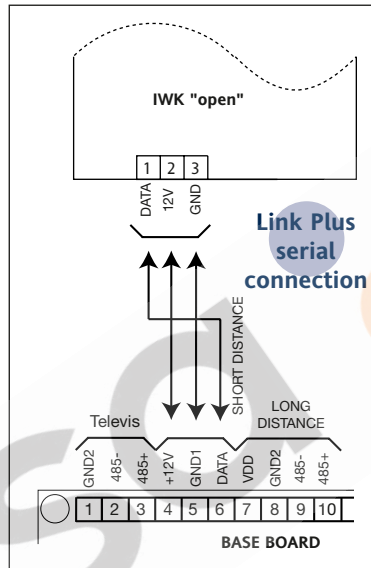 IWK "open"
1 2 3
DATA
12V
GND
Link Plus
serial
connection
SHORT DISTANCE
Televis
LONG
DISTANCE
GND2
485-
485+
+12V
GND1
DATA
VDD
GND2
485-
485+
1 2 3 4 5 6 7 8 9 10
BASE BOARD